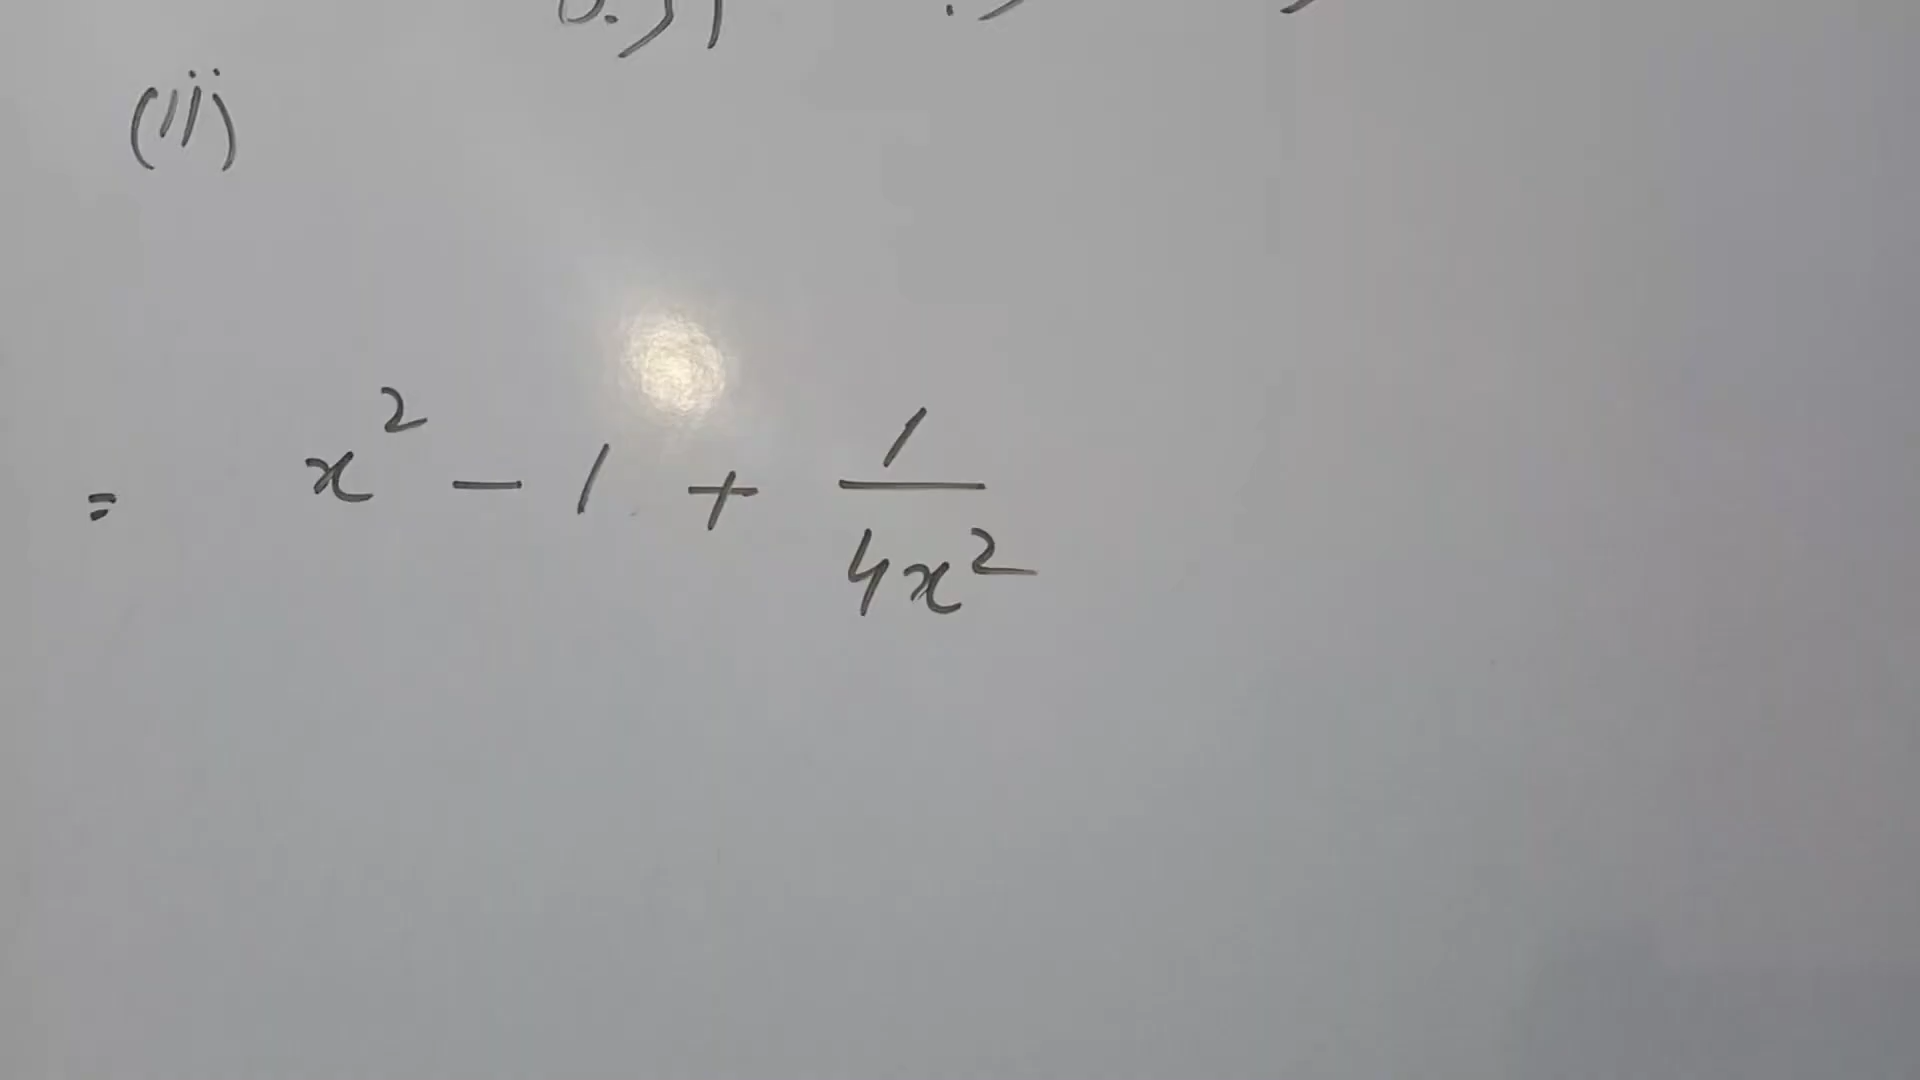 (ii)
= x² - 1 + 1/4x²